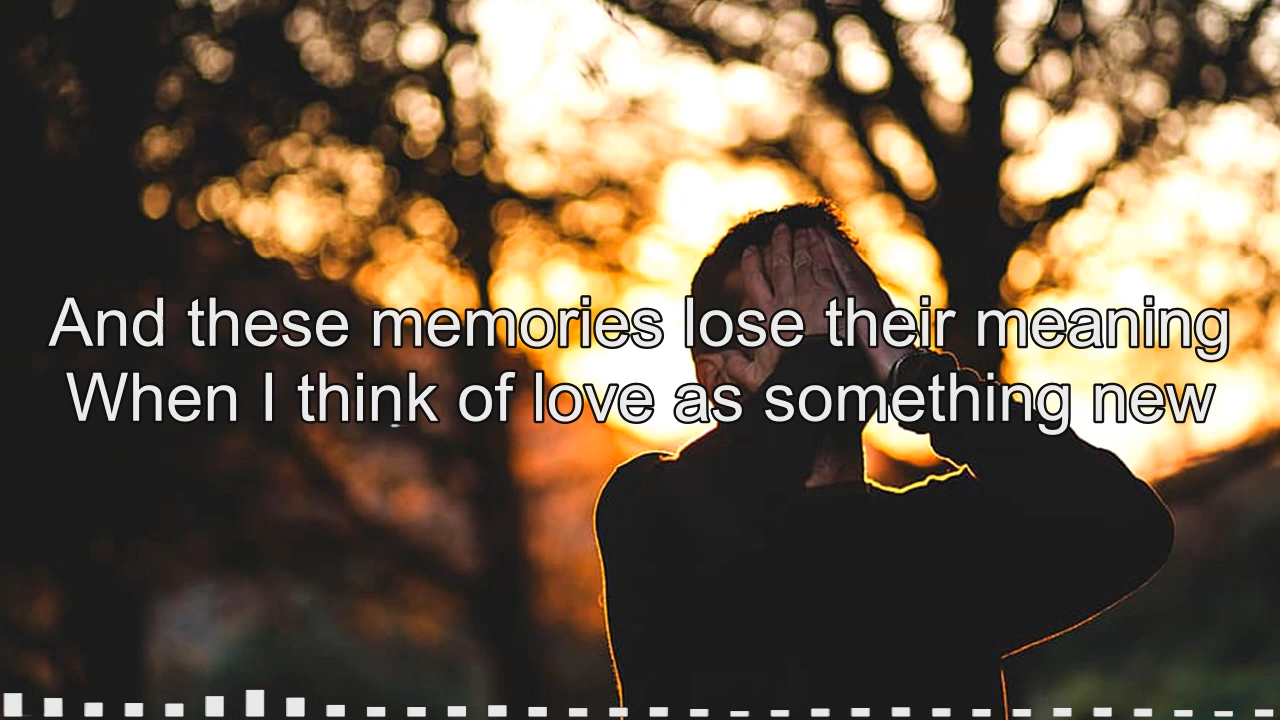 And these memories lose their meaning
When I think of love as something new